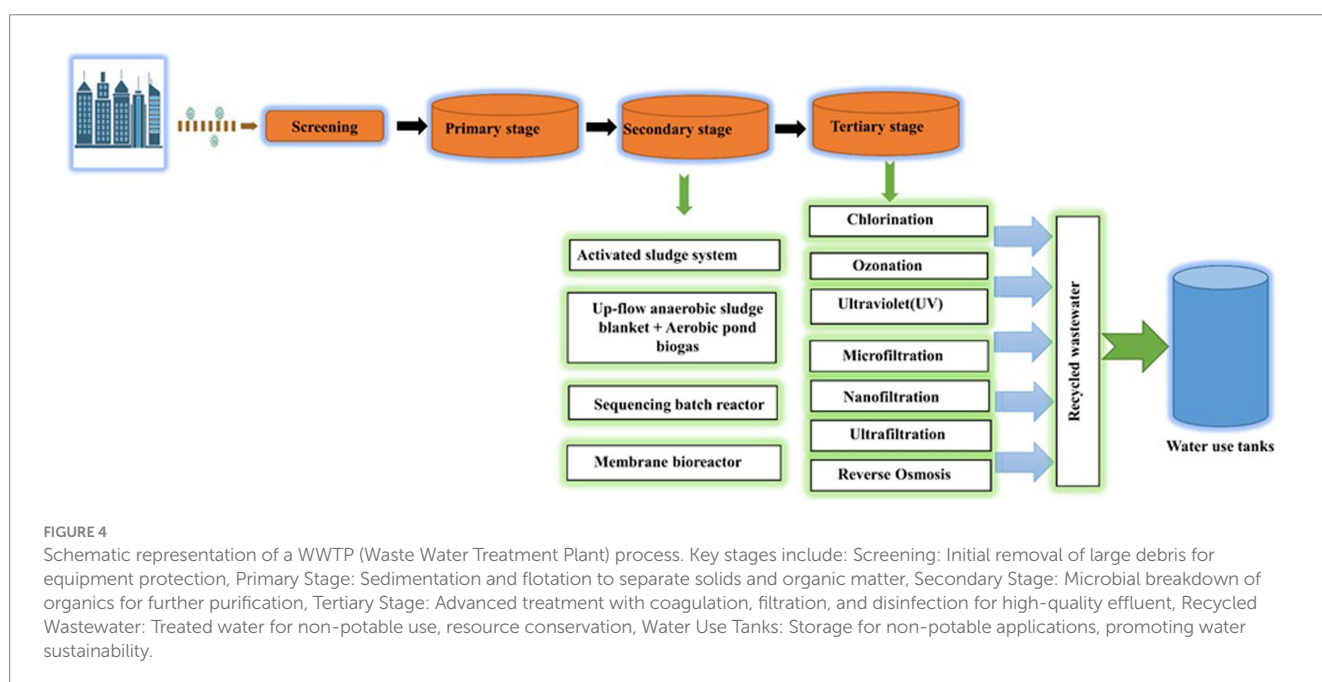 Screening
Primary stage
Secondary stage
Tertiary stage
Activated sludge system
Up-flow anaerobic sludge
blanket + Aerobic pond
biogas
Sequencing batch reactor
Membrane bioreactor
Chlorination
Ozonation
Ultraviolet(UV)
Microfiltration
Nanofiltration
Ultrafiltration
Reverse Osmosis
Recycled wastewater
Water use tanks
FIGURE 4
Schematic representation of a WWTP (Waste Water Treatment Plant) process. Key stages include: Screening: Initial removal of large debris for
equipment protection, Primary Stage: Sedimentation and flotation to separate solids and organic matter, Secondary Stage: Microbial breakdown of
organics for further purification, Tertiary Stage: Advanced treatment with coagulation, filtration, and disinfection for high-quality effluent, Recycled
Wastewater: Treated water for non-potable use, resource conservation, Water Use Tanks: Storage for non-potable applications, promoting water
sustainability.